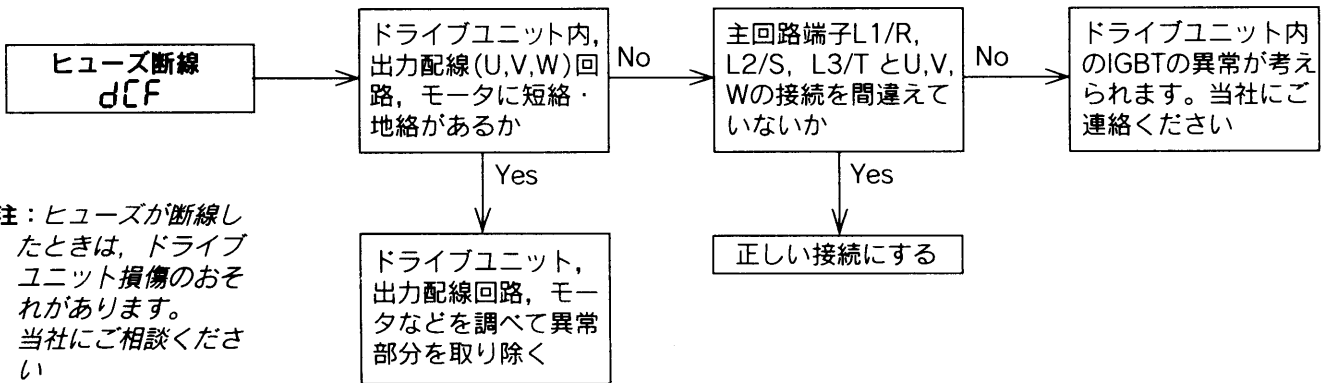 ヒューズ断線
dCF
ドライブユニット内，
出力配線(U,V,W)回
路，モータに短絡・
地絡があるか
No
主回路端子L1/R,
L2/S，L3/T とU,V,
Wの接続を間違えて
いないか
No
ドライブユニット内
のIGBTの異常が考え
られます。当社にご
連絡ください
Yes
Yes
注：ヒューズが断線し
たときは，ドライブ
ユニット損傷のおそ
れがあります。
当社にご相談くださ
い
ドライブユニット，
出力配線回路，モー
タなどを調べて異常
部分を取り除く
正しい接続にする